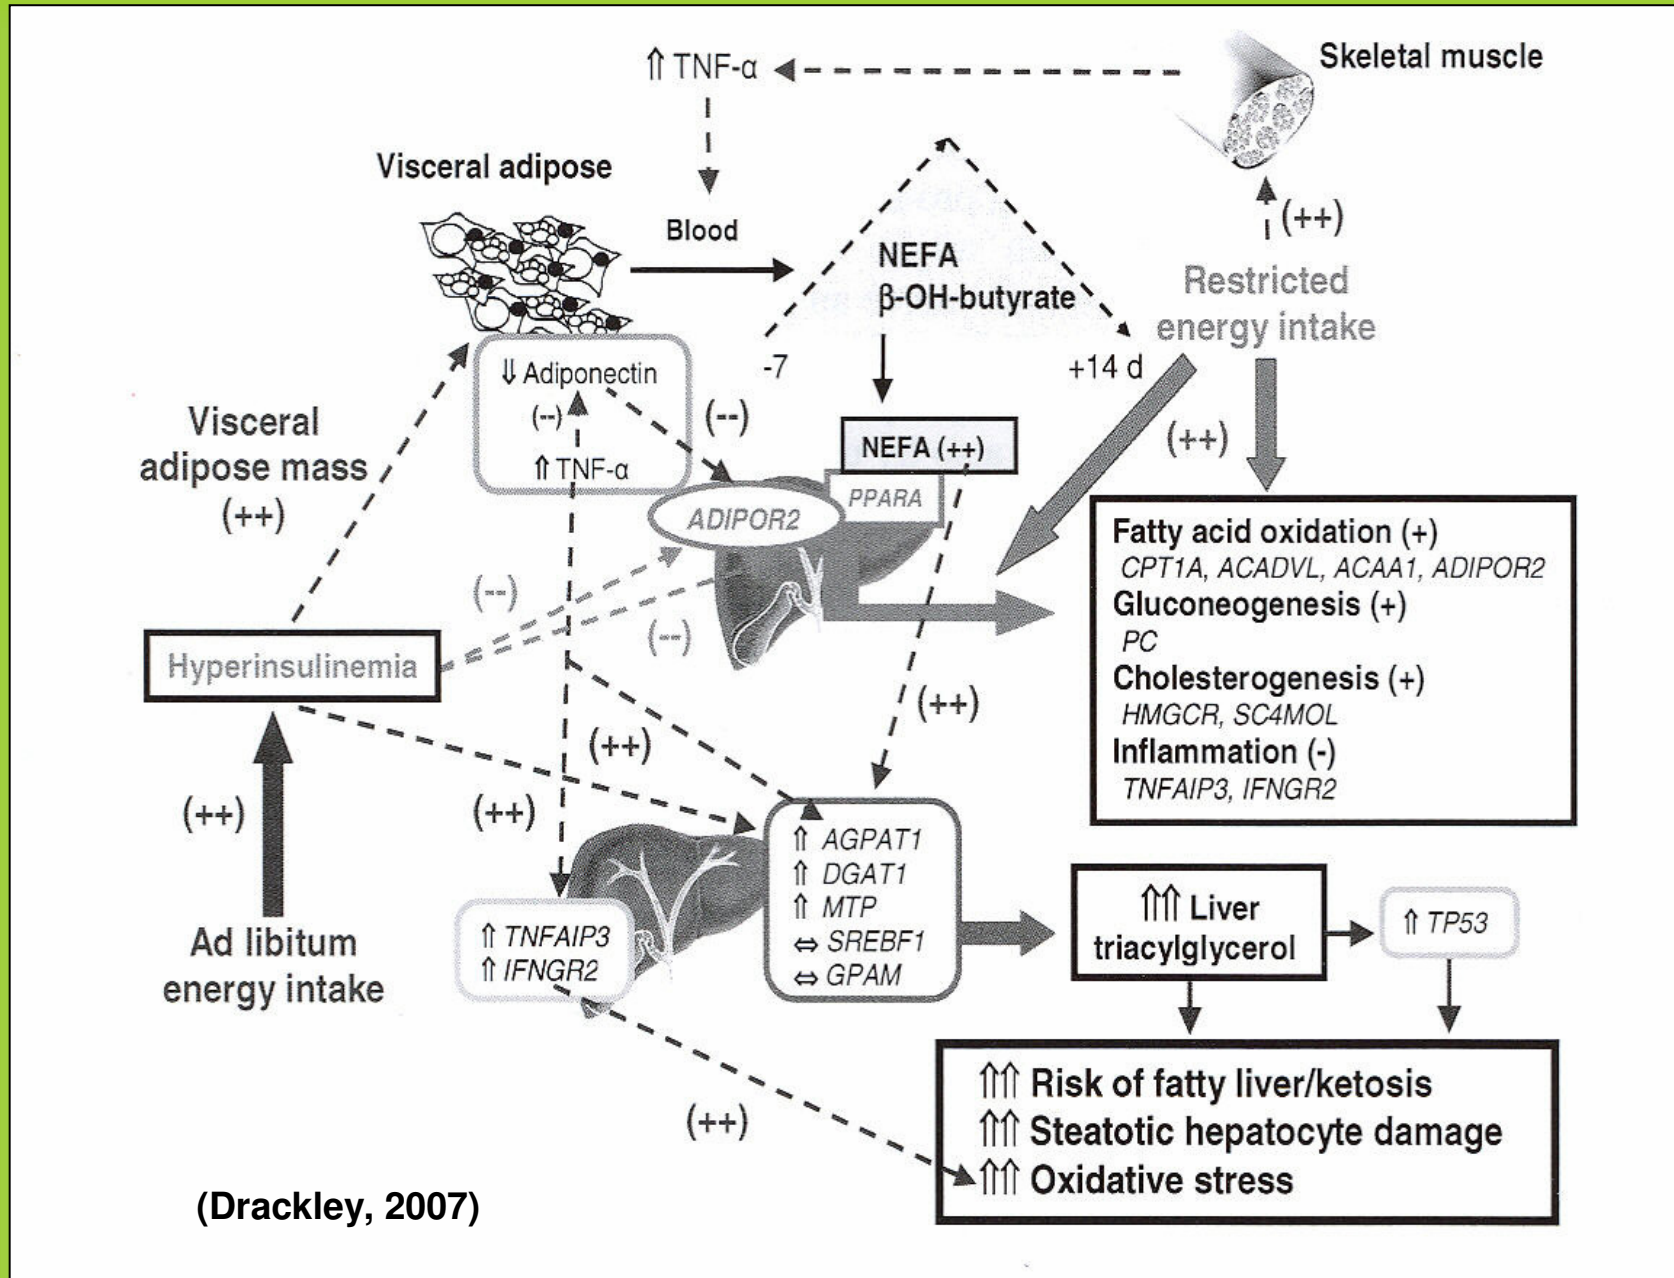 ⇑ TNF-α
Skeletal muscle
Visceral adipose
Blood
(++)
NEFA
β-OH-butyrate
Restricted
energy intake
-7
+14 d
⇓ Adiponectin
(--)
(--)
⇑ TNF-α
Visceral
adipose mass
(++)
(++)
NEFA (++)
PPARA
ADIPOR2
Fatty acid oxidation (+)
CPT1A, ACADVL, ACAA1, ADIPOR2
Gluconeogenesis (+)
PC
Cholesterogenesis (+)
HMGCR, SC4MOL
Inflammation (-)
TNFAIP3, IFNGR2
(--)
(--)
Hyperinsulinemia
(++)
(++)
(++)
(++)
Ad libitum
energy intake
⇑ TNFAIP3
⇑ IFNGR2
⇑ AGPAT1
⇑ DGAT1
⇑ MTP
⇔ SREBF1
⇔ GPAM
⇑⇑ Liver
triacylglycerol
⇑ TP53
⇑⇑ Risk of fatty liver/ketosis
⇑⇑ Steatotic hepatocyte damage
⇑⇑ Oxidative stress
(++)
(Drackley, 2007)